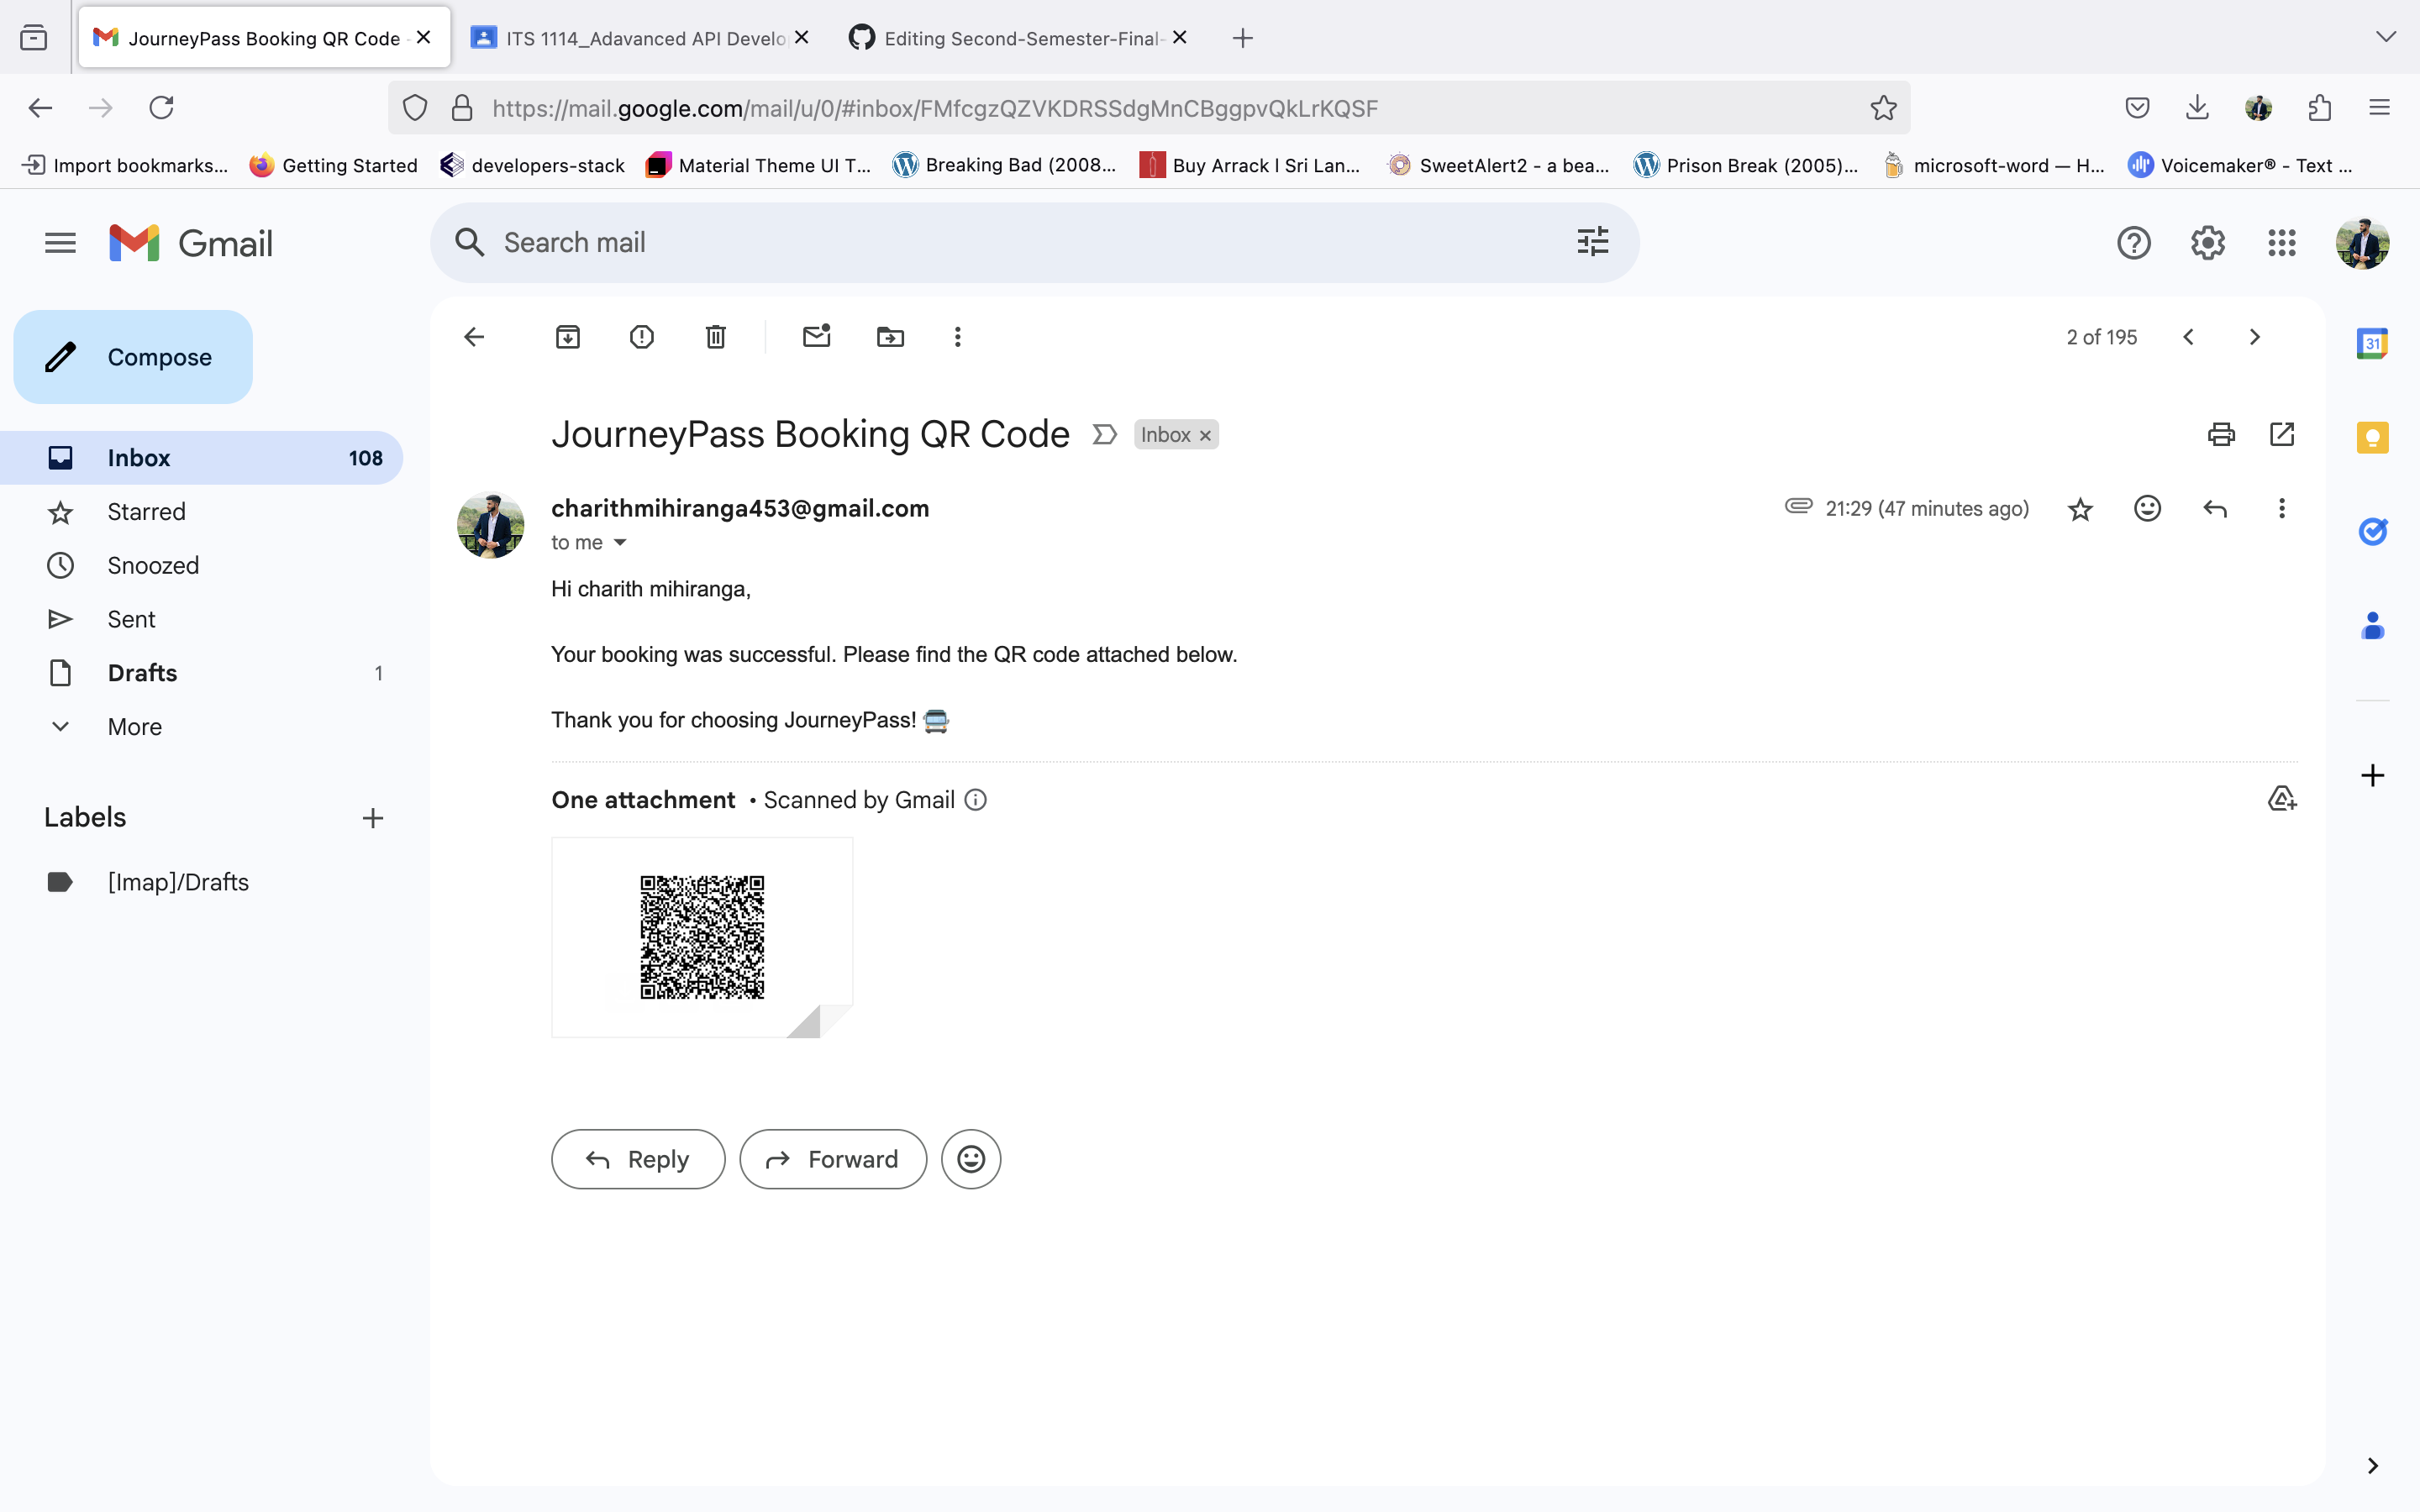 JourneyPass Booking QR Code -
ITS 1114_Adavanced API Develo
Editing Second-Semester-Final-
https://mail.google.com/mail/u/0/#inbox/FMfcgzQZVKDRSSdgMnCBggpvQkLrKQSF
Import bookmarks...
Getting Started
developers-stack
Material Theme UI T...
Breaking Bad (2008...
Buy Arrack I Sri Lan...
SweetAlert2 - a bea...
Prison Break (2005)...
microsoft-word — H...
Voicemaker® - Text ...
Gmail
Search mail
Compose
2 of 195
31
JourneyPass Booking QR Code
Inbox ×
Inbox 108
Starred
Snoozed
Sent
Drafts 1
More
Labels
[Imap]/Drafts
charithmihiranga453@gmail.com
21:29 (47 minutes ago)
to me
Hi charith mihiranga,
Your booking was successful. Please find the QR code attached below.
Thank you for choosing JourneyPass! 🚍
One attachment • Scanned by Gmail
Reply
Forward